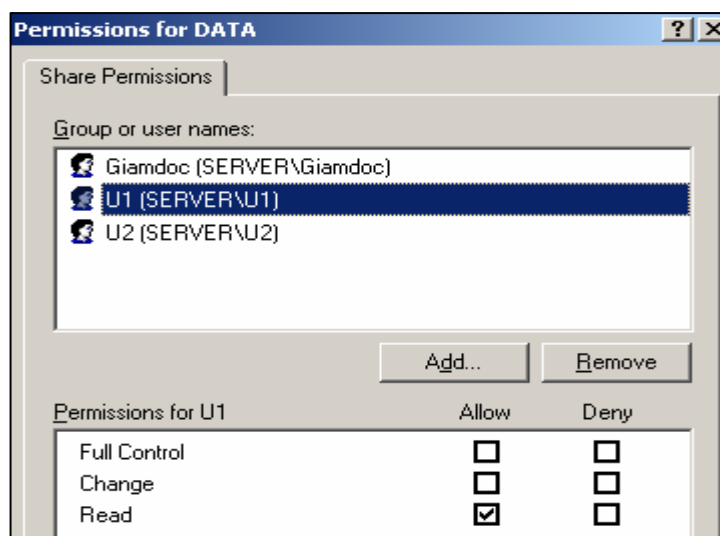 Permissions for DATA
Share Permissions
Group or user names:
Giamdoc (SERVER\Giamdoc)
U1 (SERVER\U1)
U2 (SERVER\U2)
Add... Remove
Permissions for U1 Allow Deny
Full Control
Change
Read